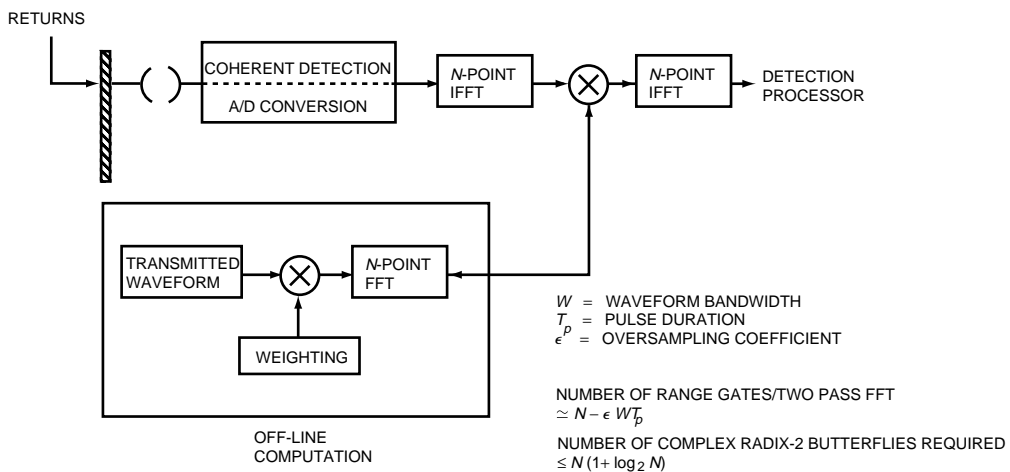 RETURNS
COHERENT DETECTION
A/D CONVERSION
N-POINT
IFFT
N-POINT
IFFT
DETECTION
PROCESSOR
TRANSMITTED
WAVEFORM
N-POINT
FFT
WEIGHTING
OFF-LINE
COMPUTATION
W = WAVEFORM BANDWIDTH
T_p = PULSE DURATION
ϵ = OVERSAMPLING COEFFICIENT
NUMBER OF RANGE GATES/TWO PASS FFT
≃ N – ϵ WT_p
NUMBER OF COMPLEX RADIX-2 BUTTERFLIES REQUIRED
≤ N (1+ log₂ N)